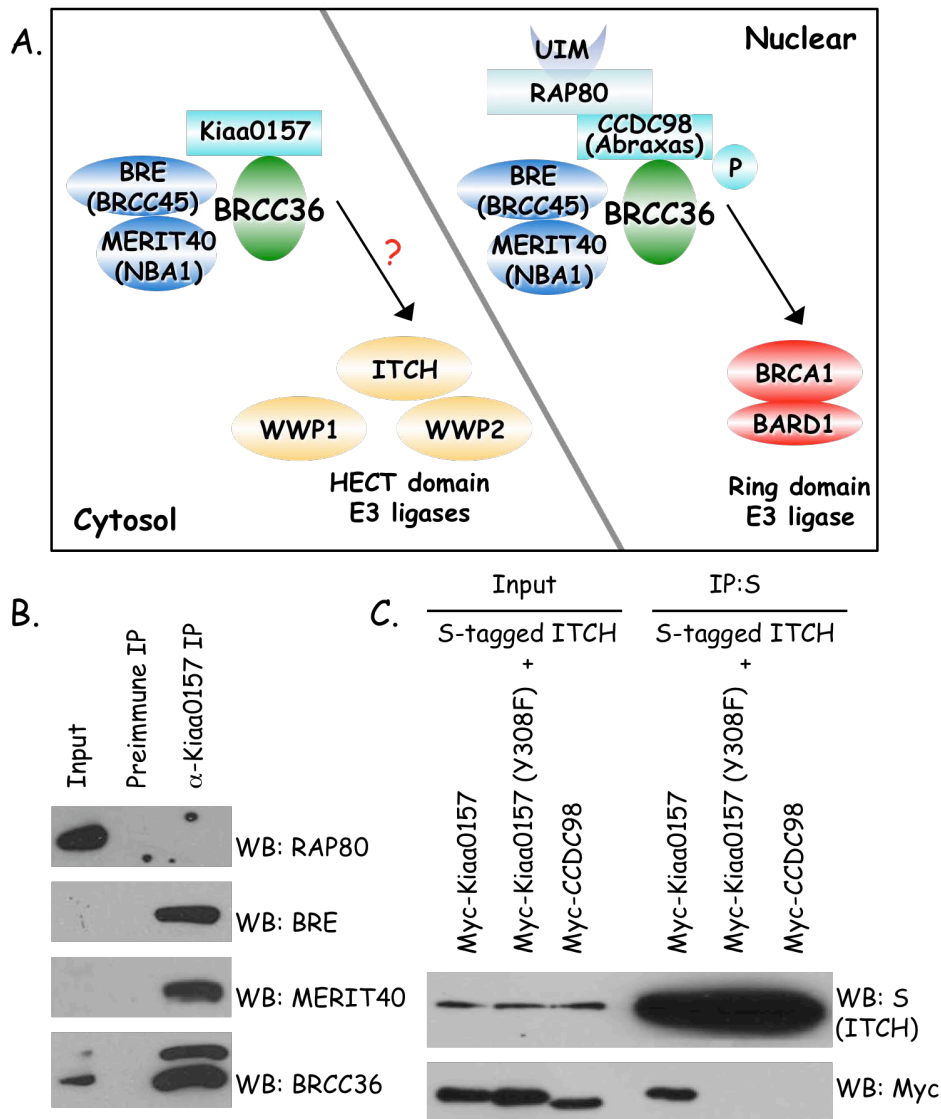 A.
Nuclear
UIM
RAP80
Kiaa0157
CCDC98
(Abraxas)
P
BRE
(BRCC45)
BRCC36
MERIT40
(NBA1)
BRE
(BRCC45)
BRCC36
MERIT40
(NBA1)
?
ITCH
WWP1
WWP2
BRCA1
BARD1
HECT domain
E3 ligases
Ring domain
E3 ligase
Cytosol
B.
Input
Preimmune IP
α-Kiaa0157 IP
WB: RAP80
WB: BRE
WB: MERIT40
WB: BRCC36
C.
Input
IP:S
S-tagged ITCH
+
S-tagged ITCH
+
Myc-Kiaa0157
Myc-Kiaa0157 (Y308F)
Myc-CCDC98
Myc-Kiaa0157
Myc-Kiaa0157 (Y308F)
Myc-CCDC98
WB: S
(ITCH)
WB: Myc